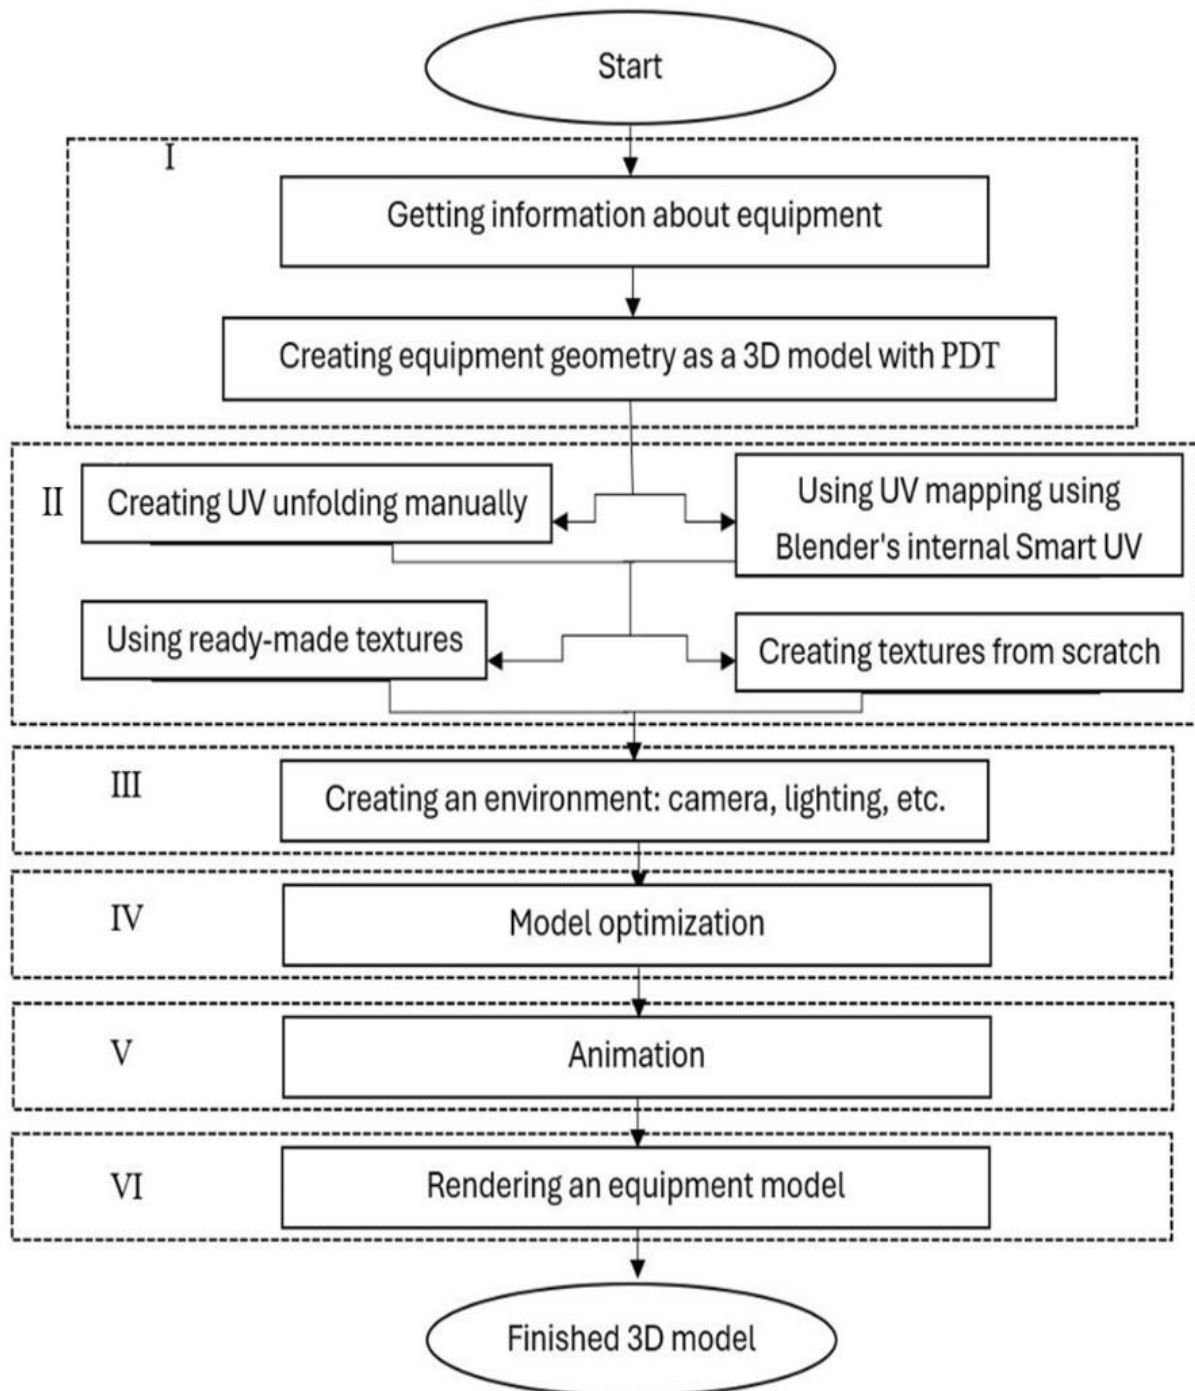 Start
I
Getting information about equipment
Creating equipment geometry as a 3D model with PDT
II
Creating UV unfolding manually
Using UV mapping using
Blender's internal Smart UV
Using ready-made textures
Creating textures from scratch
III
Creating an environment: camera, lighting, etc.
IV
Model optimization
V
Animation
VI
Rendering an equipment model
Finished 3D model